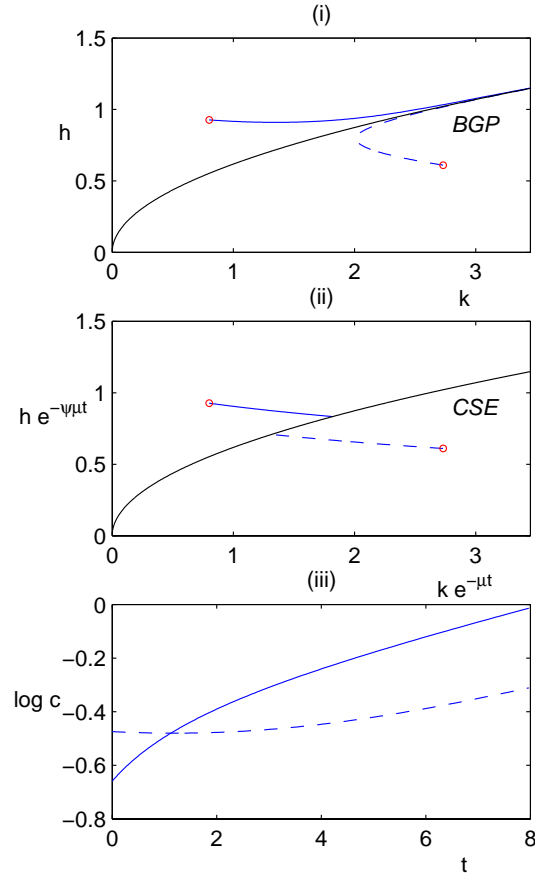 (i)
1.5
1
h
0.5
0
BGP
0 1 2 3
k
(ii)
1.5
1
h e^{−ψμt}
0.5
0
CSE
0 1 2 3
k e^{−μt}
(iii)
0
−0.2
log c −0.4
−0.6
−0.8
0 2 4 6 8
t